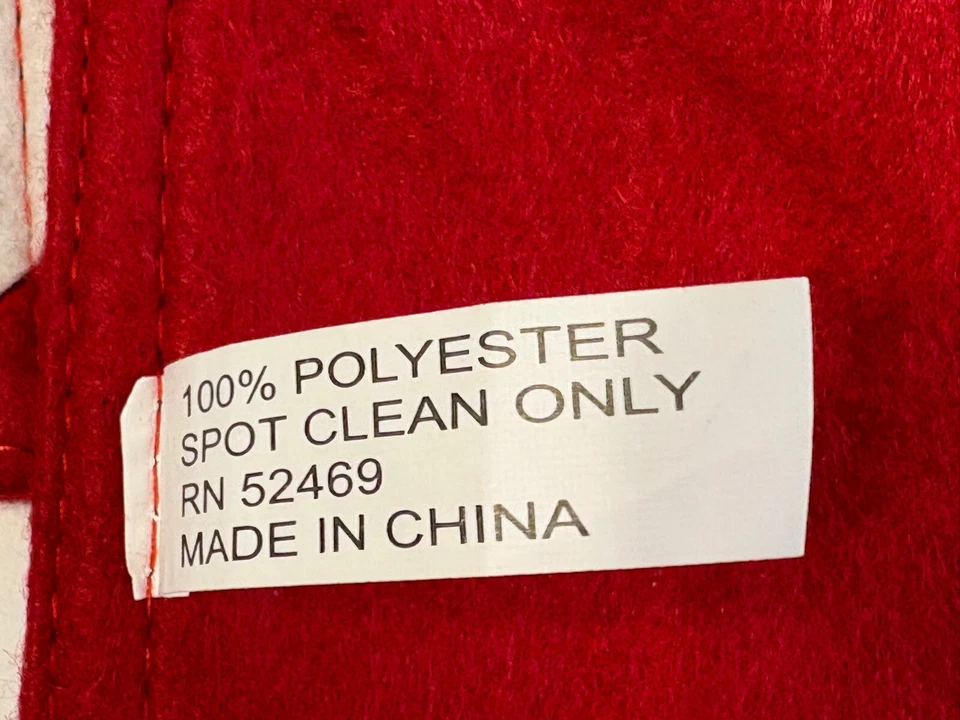 100% POLYESTER
SPOT CLEAN ONLY
RN 52469
MADE IN CHINA